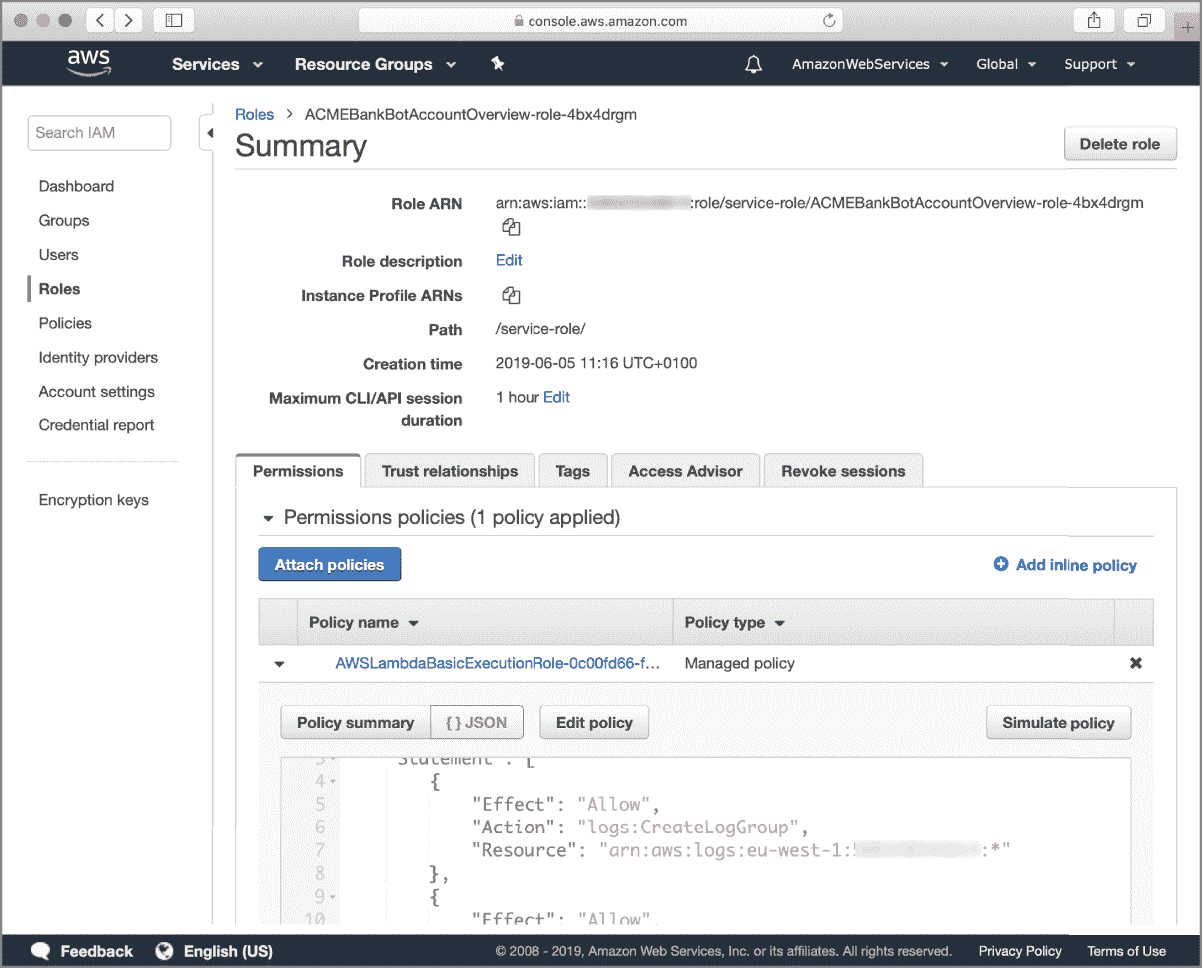 console.aws.amazon.com
aws
Services
Resource Groups
AmazonWebServices
Global
Support
Search IAM
Dashboard
Groups
Users
Roles
Policies
Identity providers
Account settings
Credential report
Encryption keys
Roles > ACMEBankBotAccountOverview-role-4bx4drgm
Summary
Delete role
Role ARN arn:aws:iam:: :role/service-role/ACMEBankBotAccountOverview-role-4bx4drgm
Role description Edit
Instance Profile ARNs
Path /service-role/
Creation time 2019-06-05 11:16 UTC+0100
Maximum CLI/API session 1 hour Edit
duration
Permissions Trust relationships Tags Access Advisor Revoke sessions
Permissions policies (1 policy applied)
Attach policies Add inline policy
Policy name Policy type
AWSLambdaBasicExecutionRole-0c00fd66-f... Managed policy
Policy summary { } JSON Edit policy Simulate policy
3 "Statement": [
4 {
5 "Effect": "Allow",
6 "Action": "logs:CreateLogGroup",
7 "Resource": "arn:aws:logs:eu-west-1: :*"
8 },
9 {
10 "Effect": "Allow",
Feedback English (US) © 2008 - 2019, Amazon Web Services, Inc. or its affiliates. All rights reserved. Privacy Policy Terms of Use